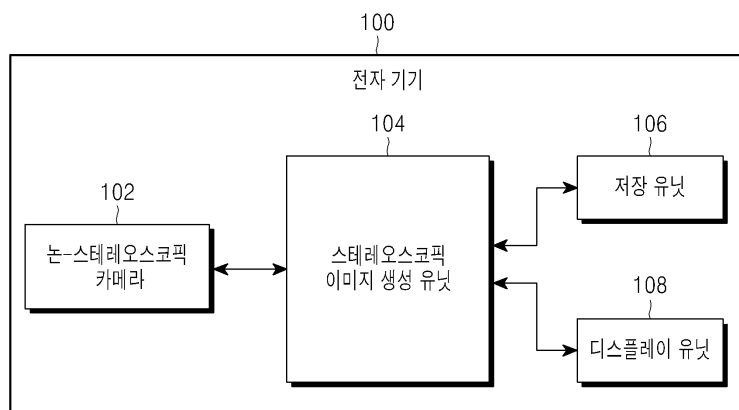 100
전자 기기
104
106
102
저장 유닛
논-스테레오스코픽
카메라
스테레오스코픽
이미지 생성 유닛
108
디스플레이 유닛